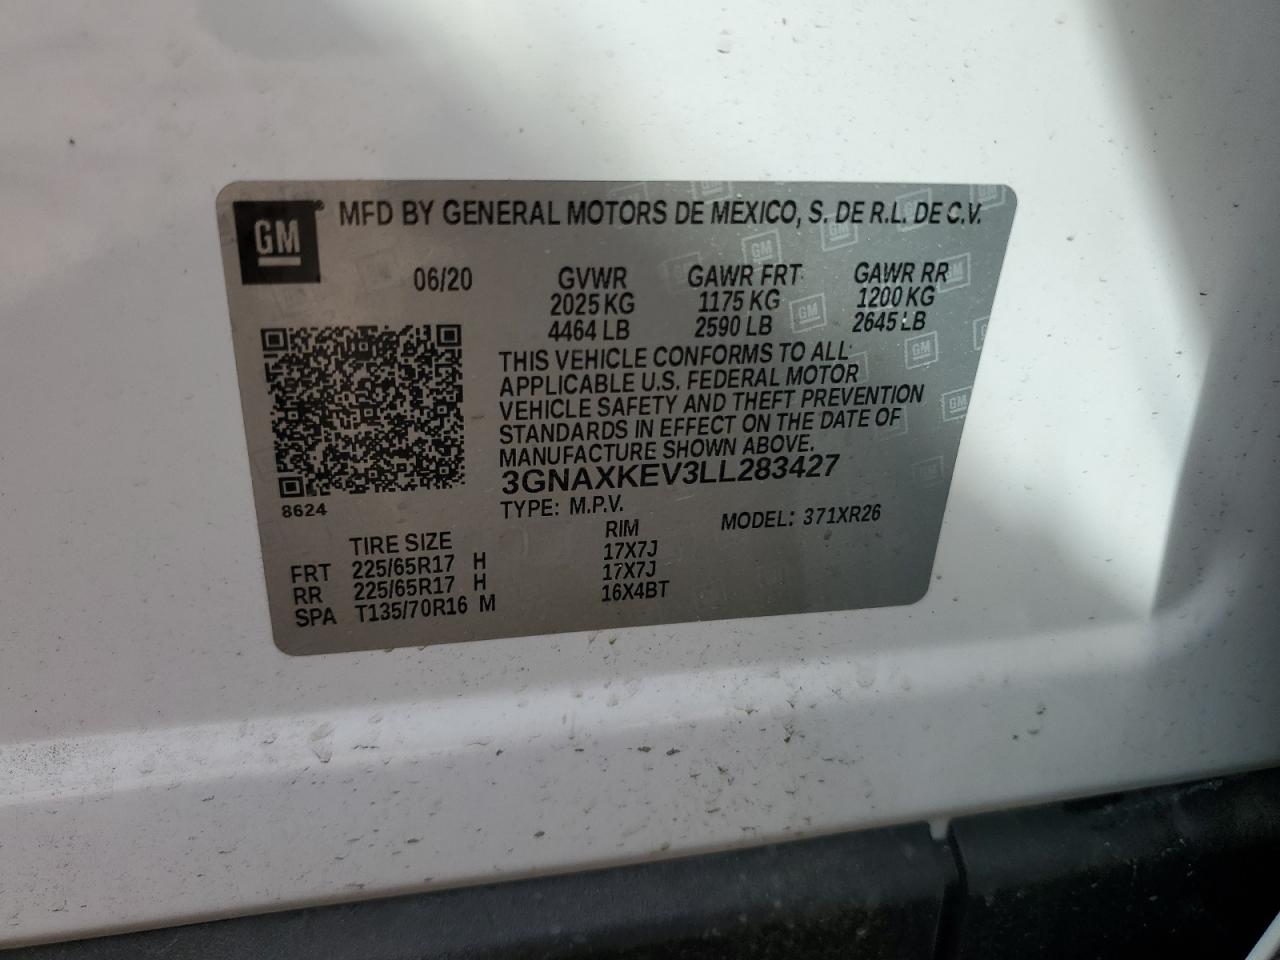 GM MFD BY GENERAL MOTORS DE MEXICO, S. DE R.L. DE C.V.
06/20 GVWR GAWR FRT GAWR RR
2025 KG 1175 KG 1200 KG
4464 LB 2590 LB 2645 LB
THIS VEHICLE CONFORMS TO ALL
APPLICABLE U.S. FEDERAL MOTOR
VEHICLE SAFETY AND THEFT PREVENTION
STANDARDS IN EFFECT ON THE DATE OF
MANUFACTURE SHOWN ABOVE.
3GNAXKEV3LL283427
8624
TYPE: M.P.V. MODEL: 371XR26
TIRE SIZE RIM
FRT 225/65R17 H 17X7J
RR 225/65R17 H 17X7J
SPA T135/70R16 M 16X4BT